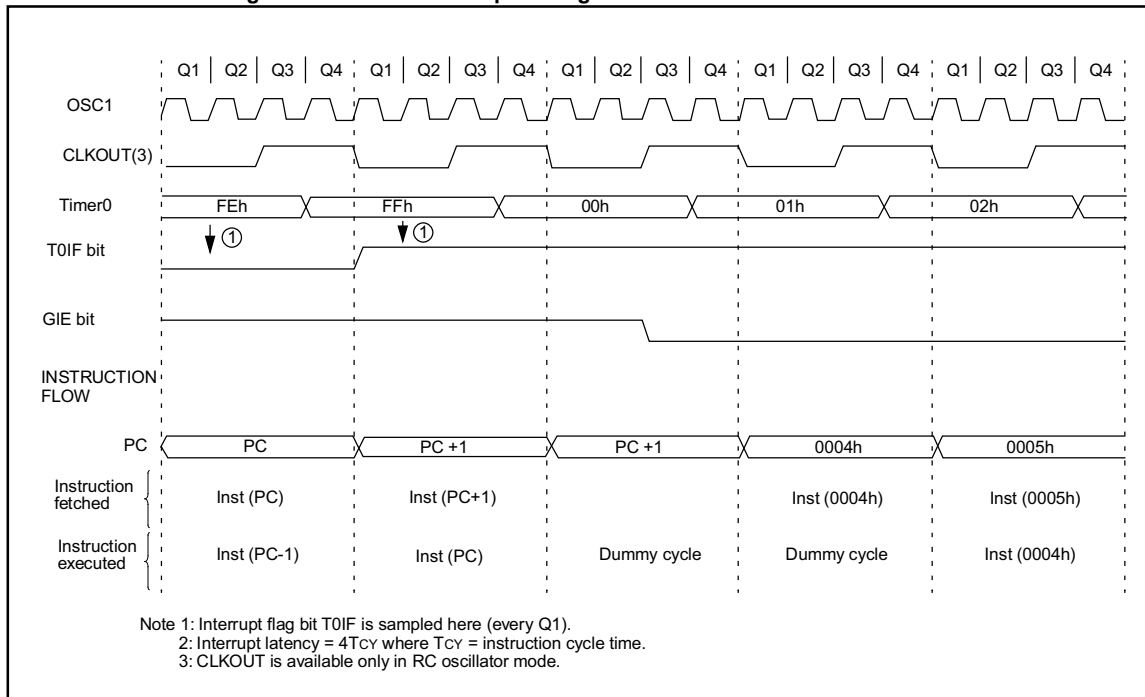 Q1 Q2 Q3 Q4 Q1 Q2 Q3 Q4 Q1 Q2 Q3 Q4 Q1 Q2 Q3 Q4 Q1 Q2 Q3 Q4
OSC1
CLKOUT(3)
Timer0 FEh FFh 00h 01h 02h
1 1
T0IF bit
GIE bit
INSTRUCTION
FLOW
PC PC PC +1 PC +1 0004h 0005h
Instruction
fetched
Inst (PC) Inst (PC+1) Inst (0004h) Inst (0005h)
Instruction
executed
Inst (PC-1) Inst (PC) Dummy cycle Dummy cycle Inst (0004h)
Note 1: Interrupt flag bit T0IF is sampled here (every Q1).
2: Interrupt latency = 4TCY where TCY = instruction cycle time.
3: CLKOUT is available only in RC oscillator mode.